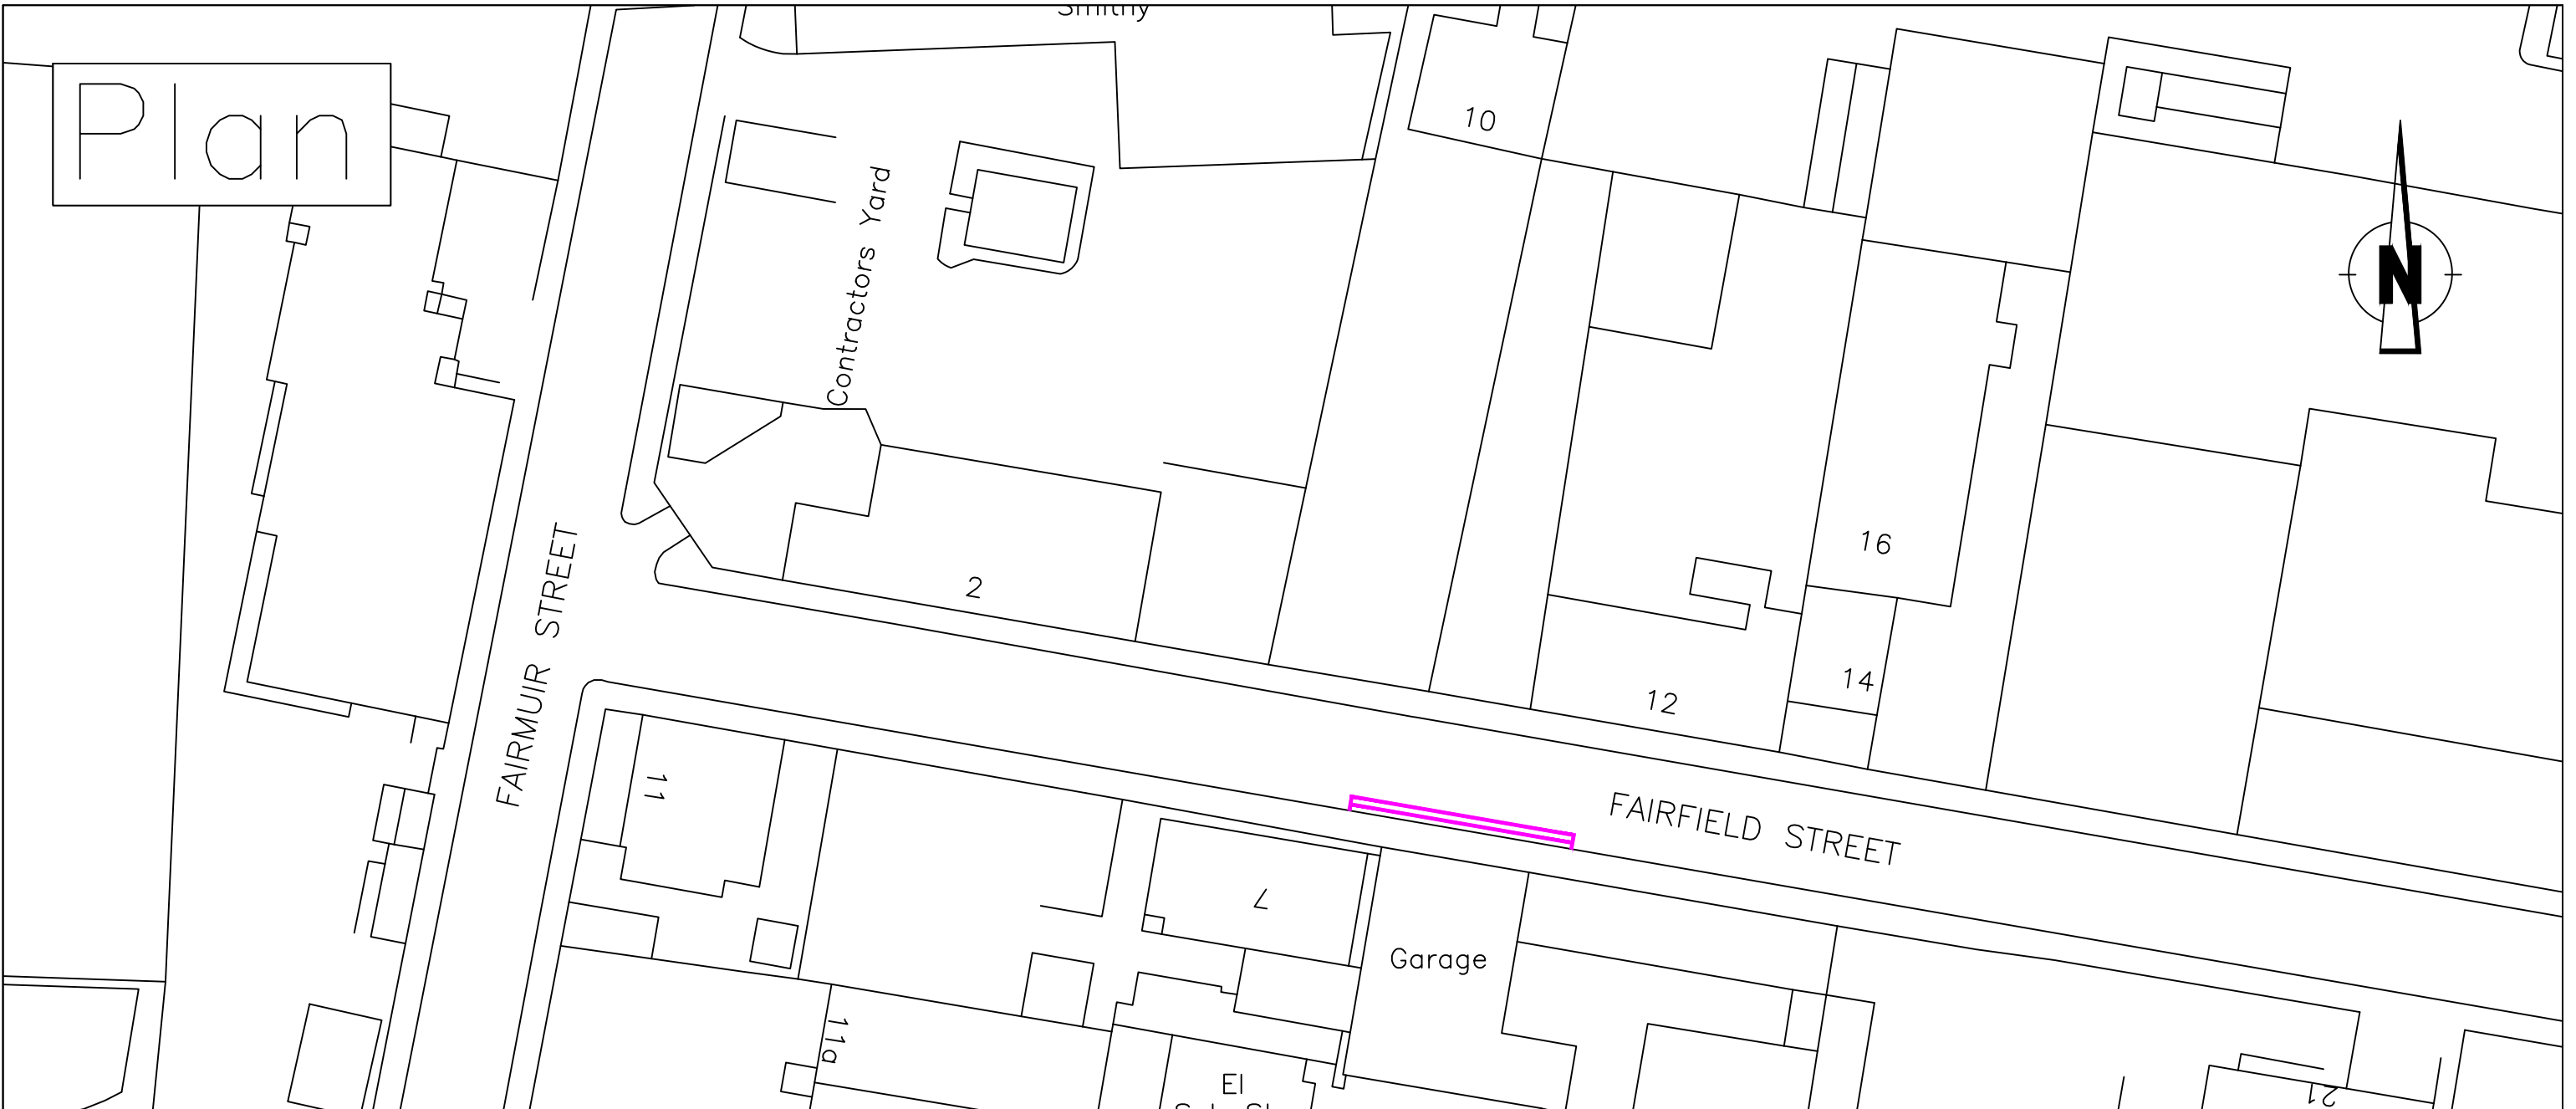 Smithy
Plan
10
Contractors Yard
N
16
2
FAIRMUIR STREET
14
12
11
FAIRFIELD STREET
7
Garage
11a
El
21